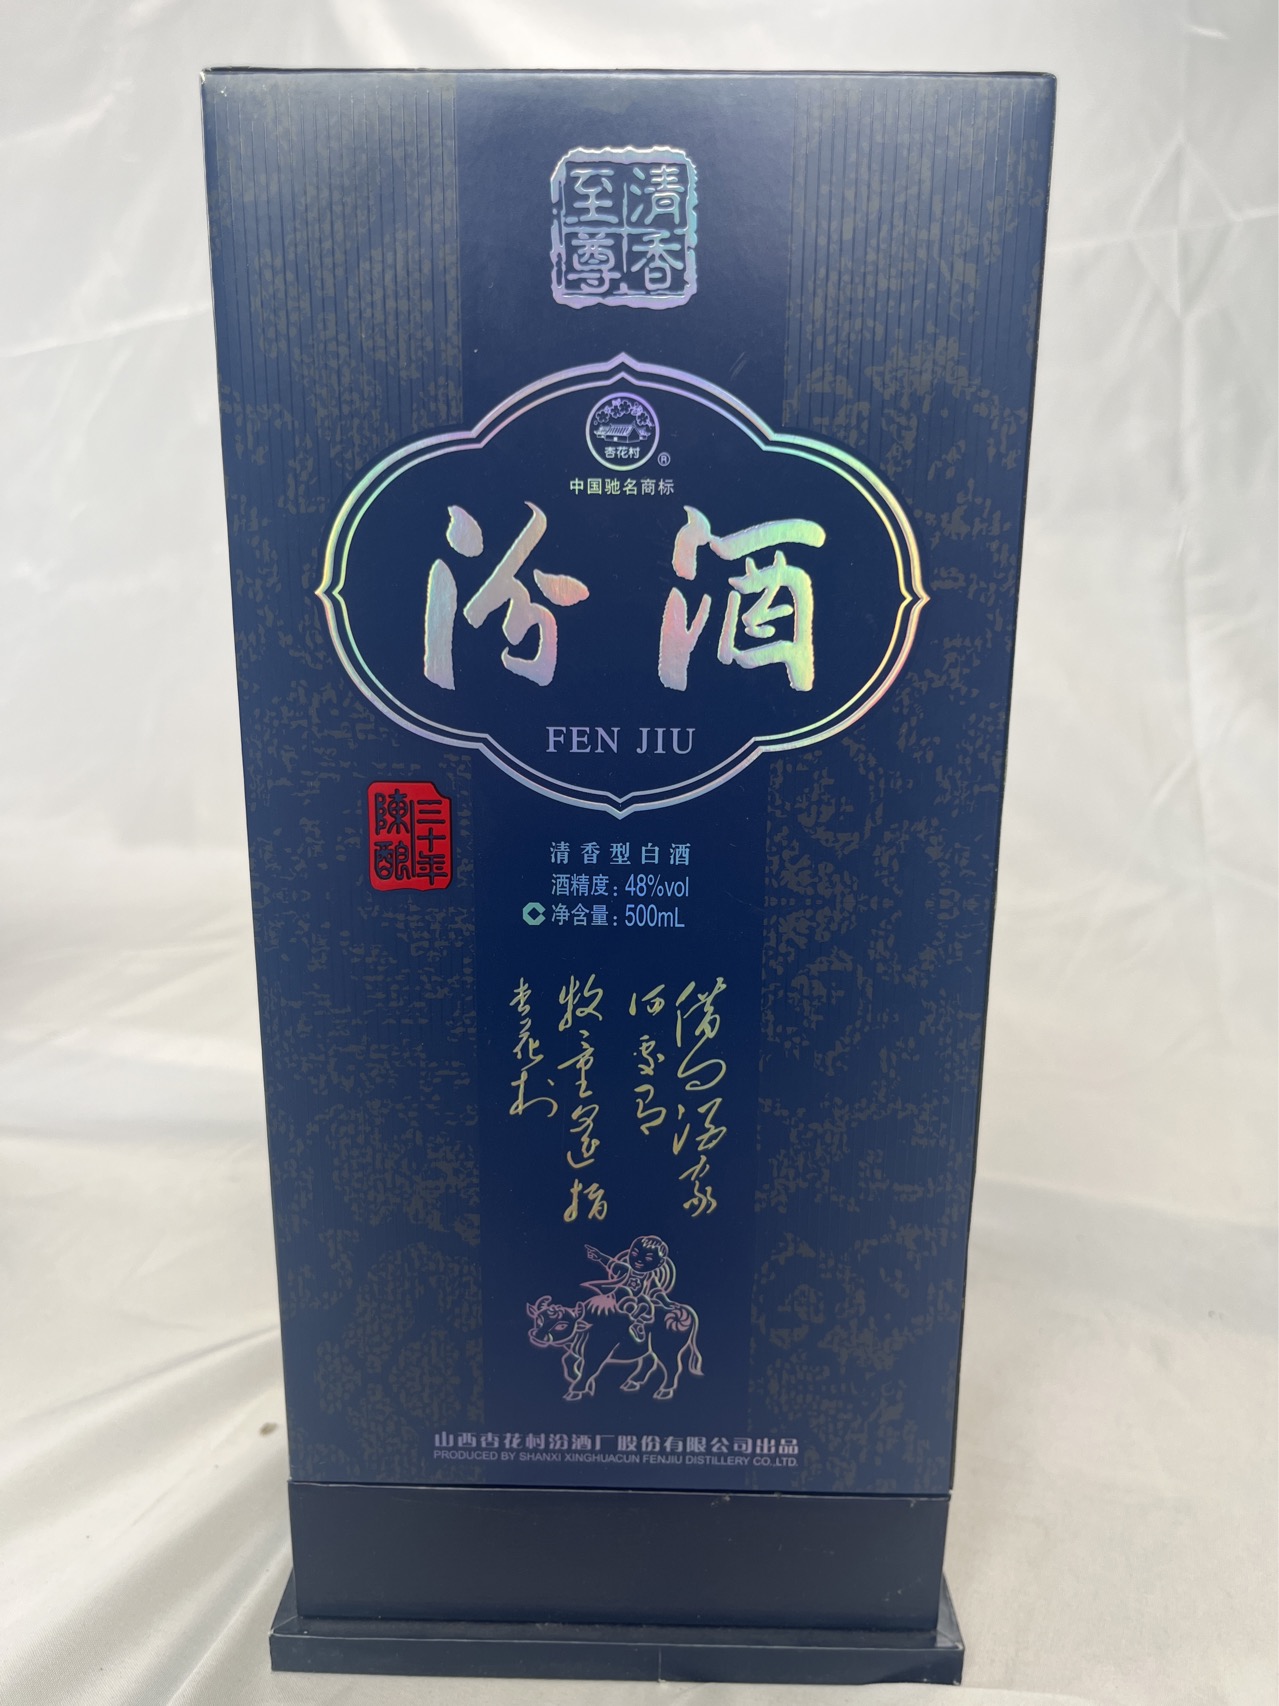 清香
至尊
杏花村
®
中国驰名商标
汾酒
FEN JIU
三十年
陳酿
清香型白酒
酒精度：48%vol
净含量：500mL
借问酒家
何处有
牧童遥指
杏花村
山西杏花村汾酒厂股份有限公司出品
PRODUCED BY SHANXI XINGHUACUN FENJIU DISTILLERY CO.,LTD.